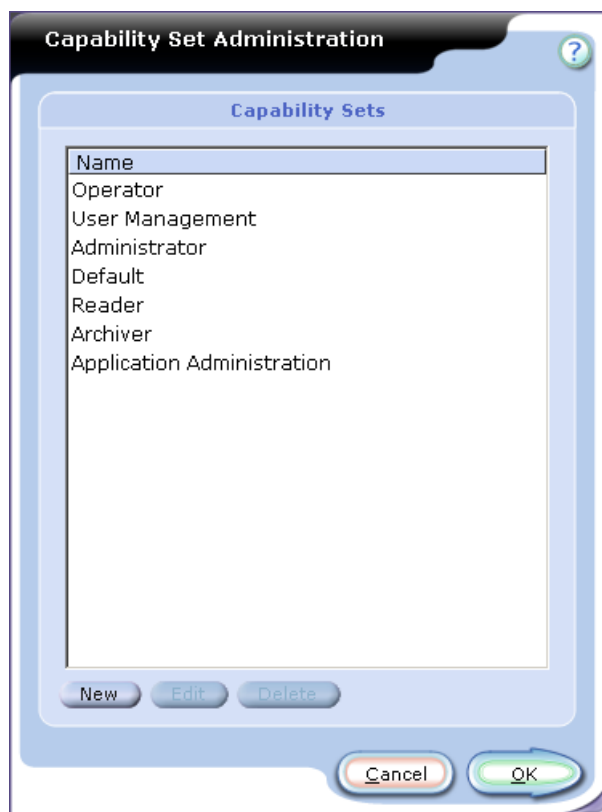 Capability Set Administration
?
Capability Sets
Name
Operator
User Management
Administrator
Default
Reader
Archiver
Application Administration
New Edit Delete
Cancel OK